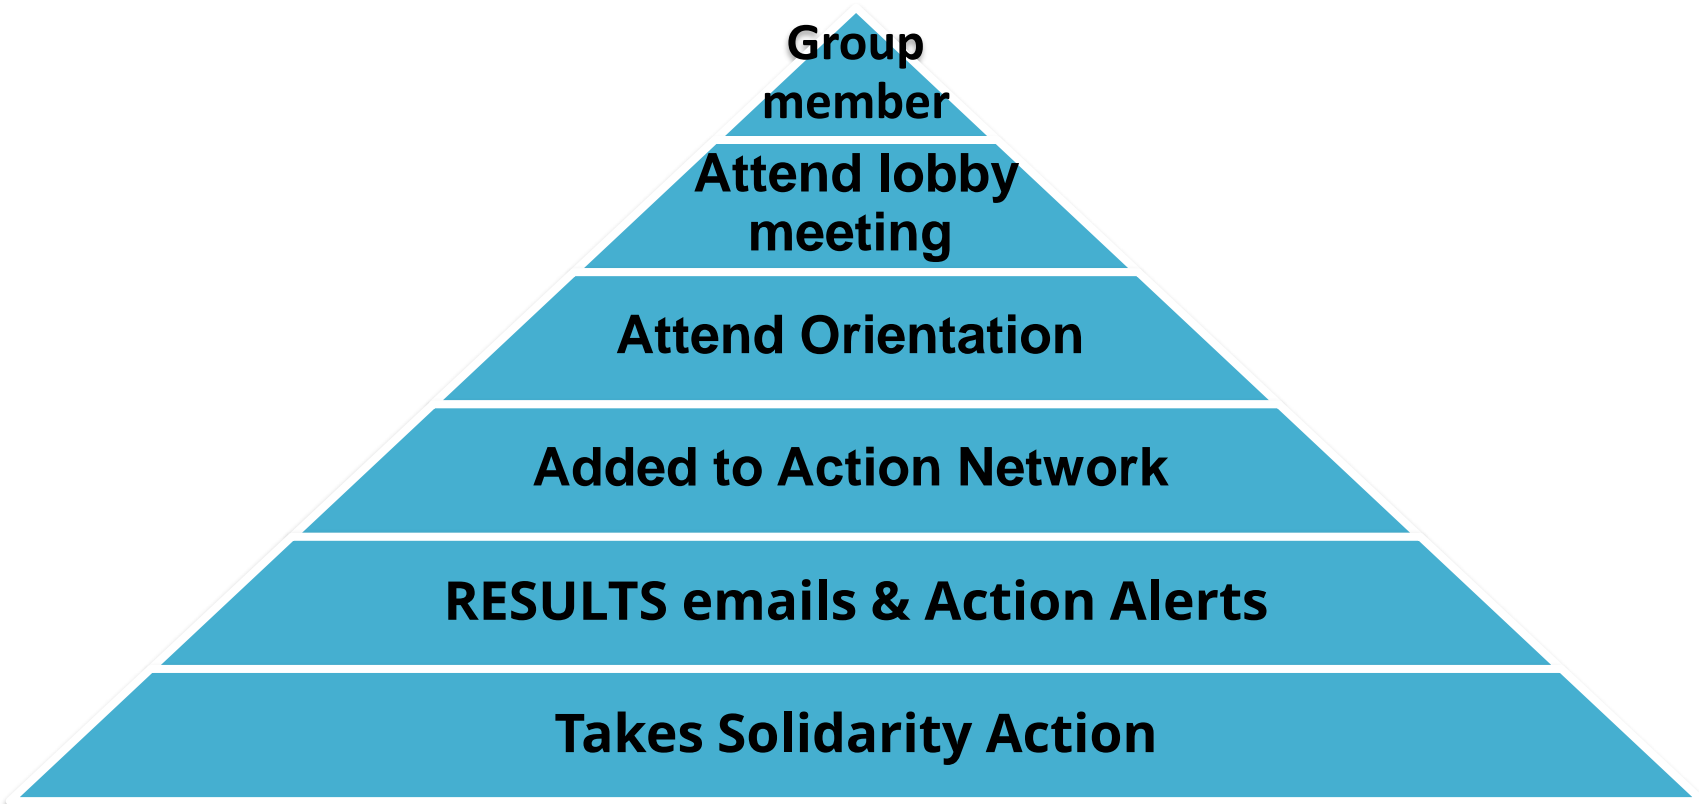 Group
member
Attend lobby
meeting
Attend Orientation
Added to Action Network
RESULTS emails & Action Alerts
Takes Solidarity Action